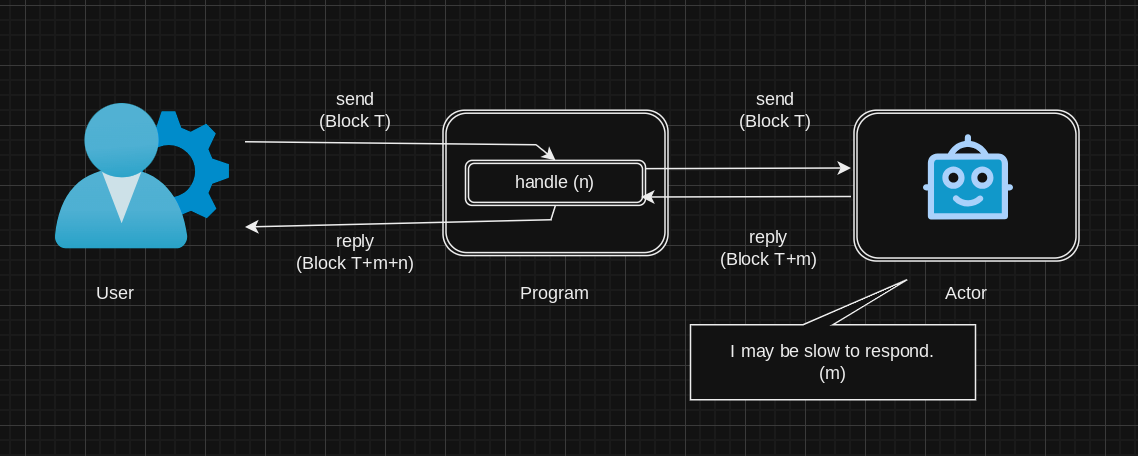 send
(Block T)
send
(Block T)
handle (n)
reply
(Block T+m+n)
reply
(Block T+m)
User
Program
Actor
I may be slow to respond.
(m)